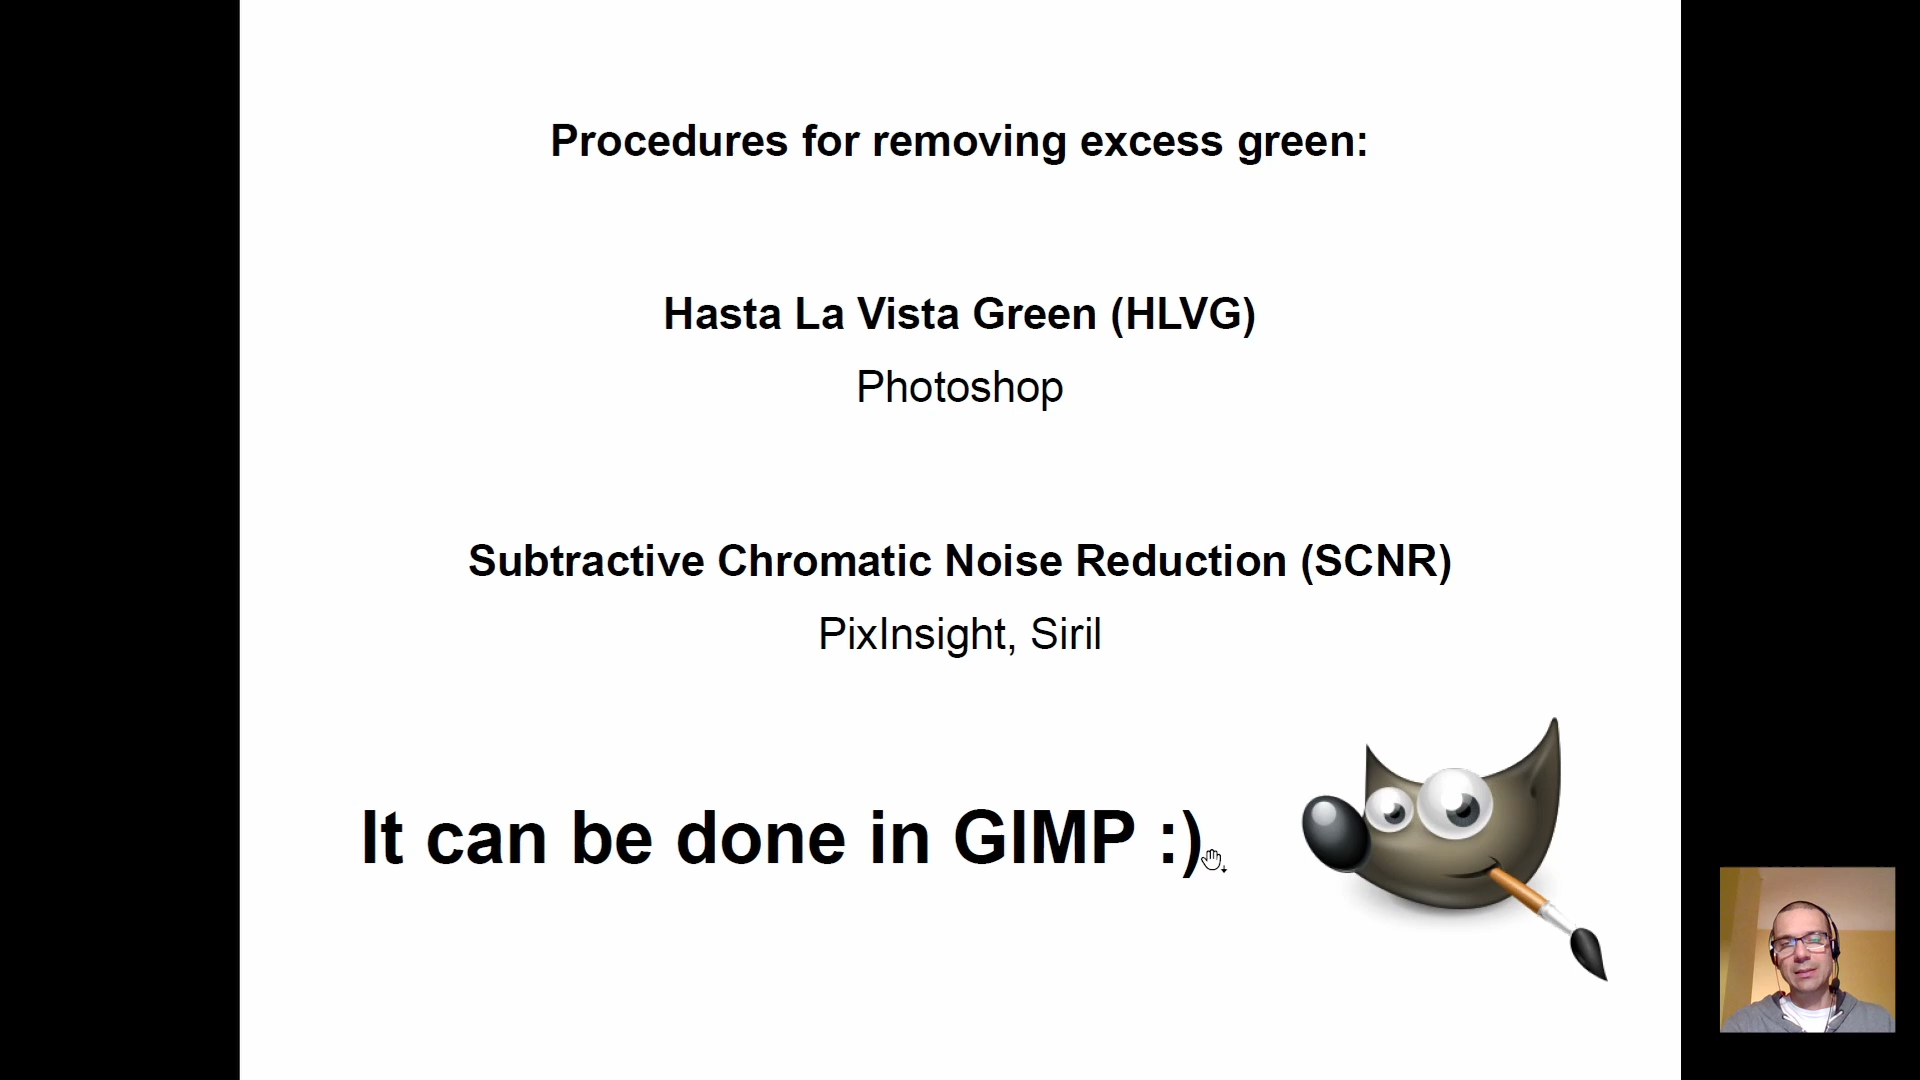 Procedures for removing excess green:
Hasta La Vista Green (HLVG)
Photoshop
Subtractive Chromatic Noise Reduction (SCNR)
PixInsight, Siril
It can be done in GIMP :)